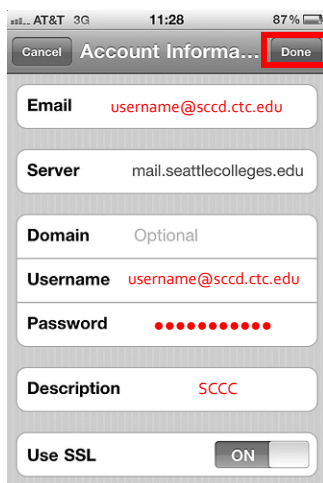 AT&T 3G 11:28 87%
Cancel Account Informa... Done
Email username@sccd.ctc.edu
Server mail.seattlecolleges.edu
Domain Optional
Username username@sccd.ctc.edu
Password ●●●●●●●●●●●
Description SCCC
Use SSL ON